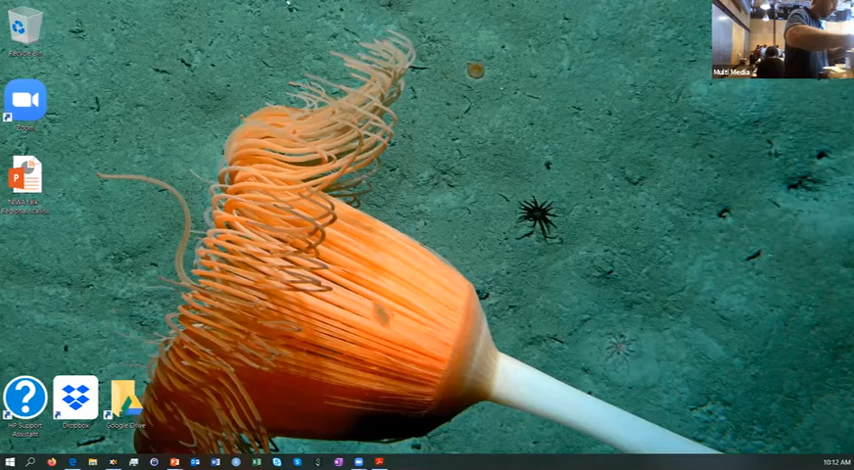 Recycle Bin
Multi Media
Zoom
HP Support
Assistant
Dropbox
Google Drive
10:12 AM